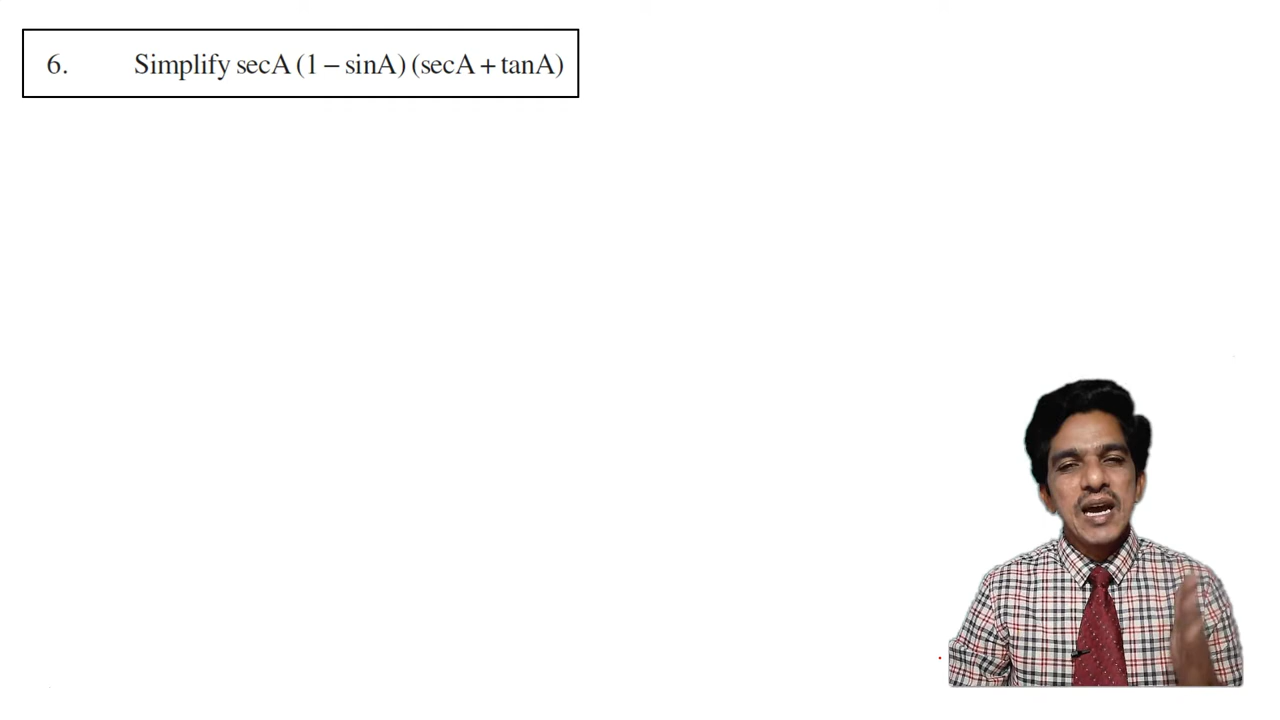 6. Simplify secA (1 − sinA) (secA + tanA)